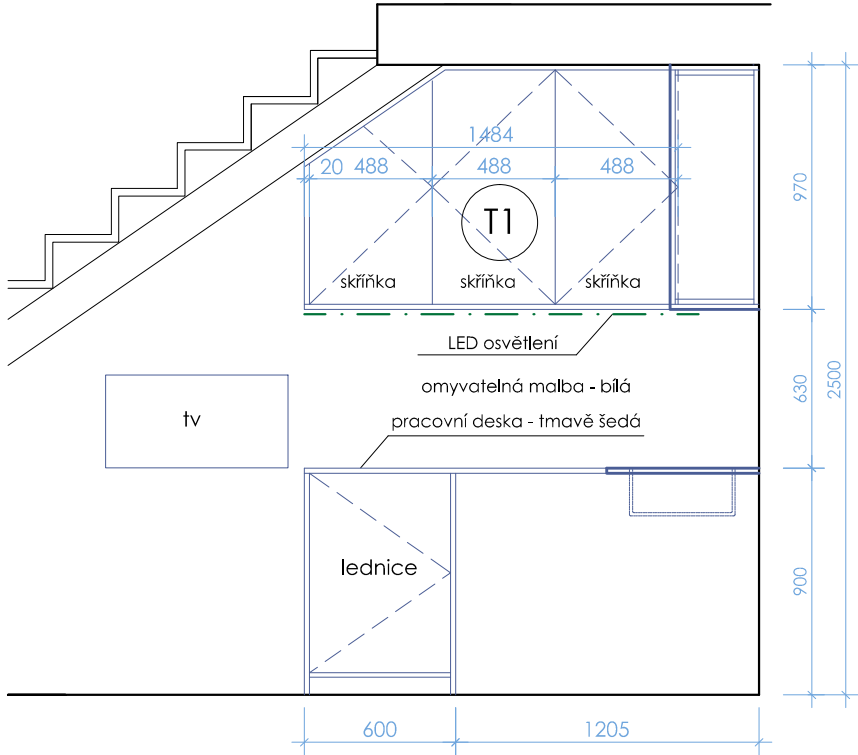 1484
20 488 488 488
T1
970
skříňka skříňka skříňka
LED osvětlení
omyvatelná malba - bílá
630
2500
tv
pracovní deska - tmavě šedá
lednice
900
600 1205